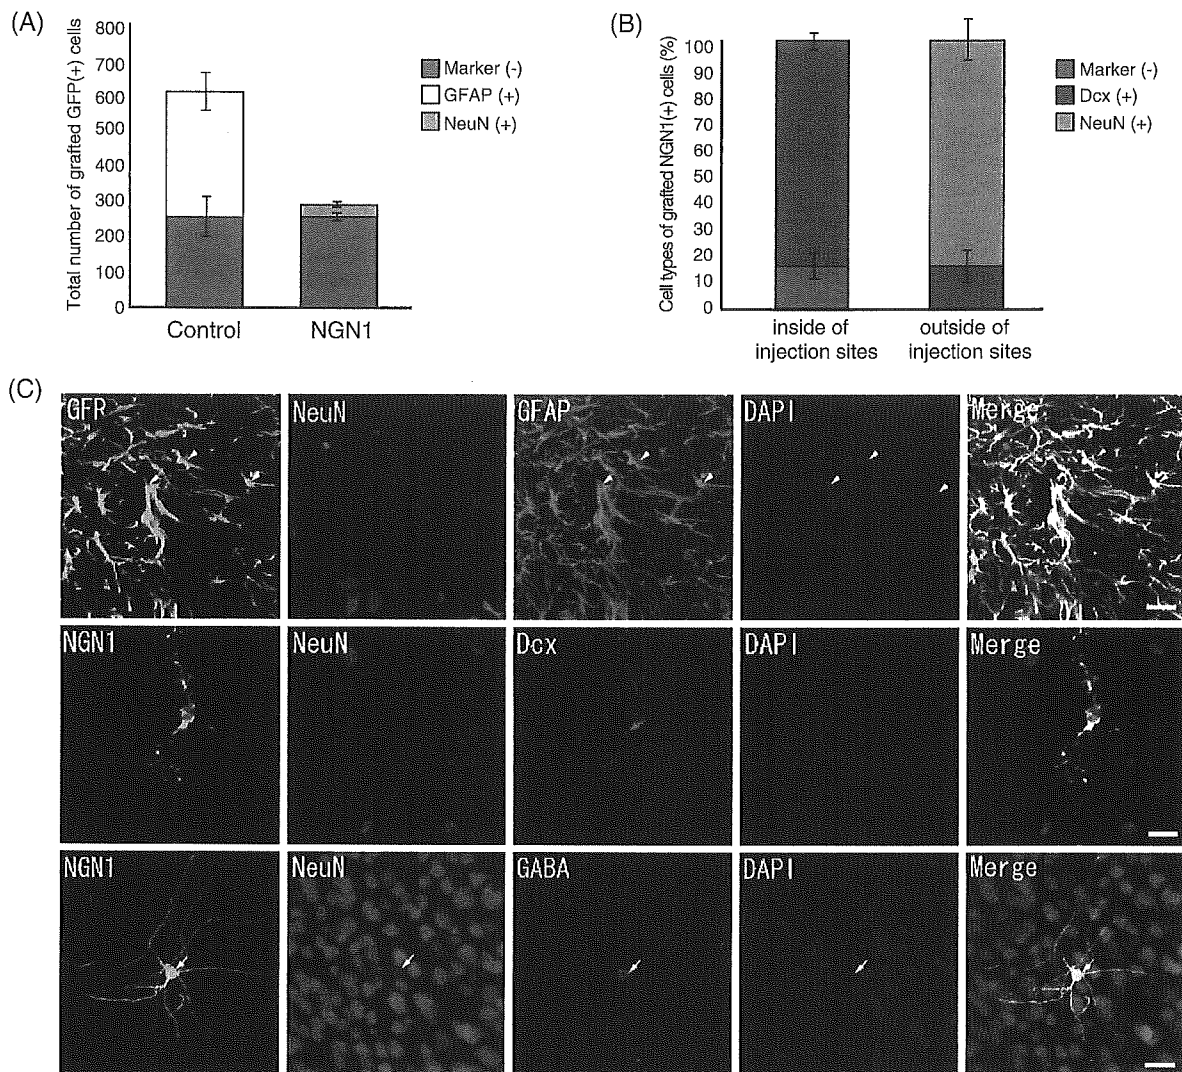 (A)
Total number of grafted GFP(+) cells
800
700
600
500
400
300
200
100
0
Control
NGN1
Marker (-)
GFAP (+)
NeuN (+)
(B)
Cell types of grafted NGN1(+) cells (%)
100
90
80
70
60
50
40
30
20
10
0
inside of
injection sites
outside of
injection sites
Marker (-)
Dcx (+)
NeuN (+)
(C)
GFR
NeuN
GFAP
DAPI
Merge
NGN1
NeuN
Dcx
DAPI
Merge
NGN1
NeuN
GABA
DAPI
Merge